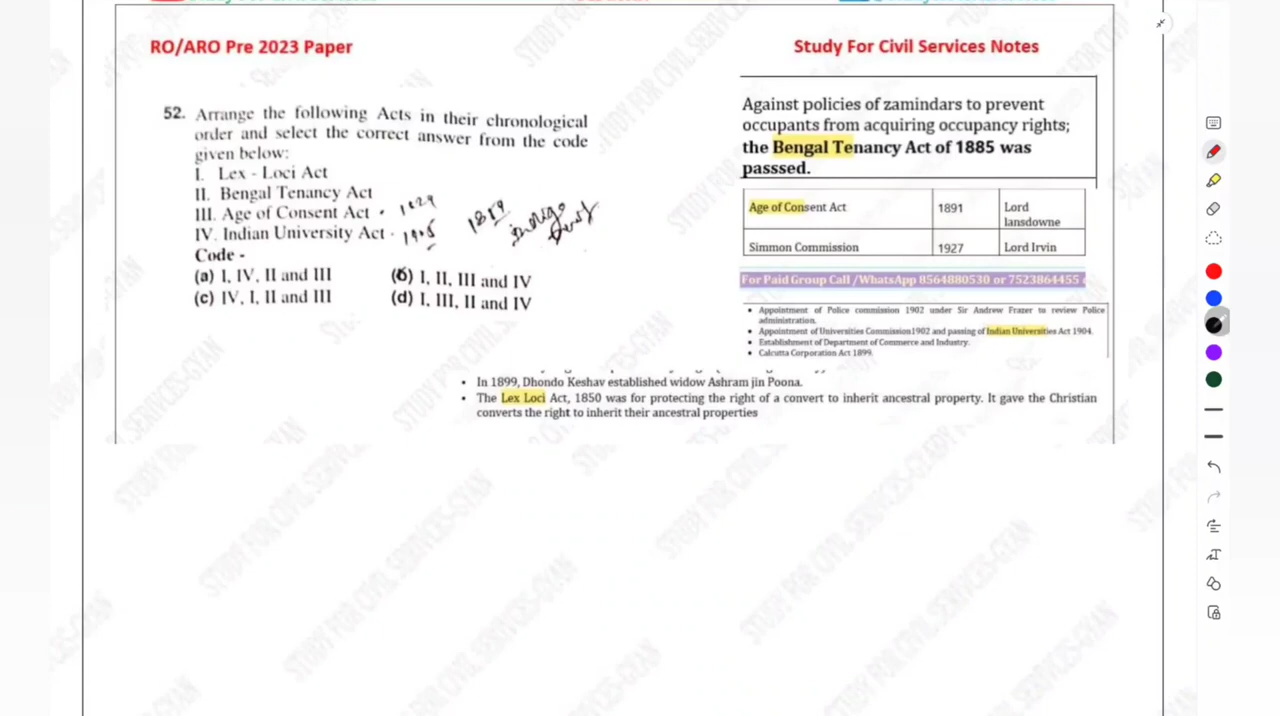 RO/ARO Pre 2023 Paper
Study For Civil Services Notes
52. Arrange the following Acts in their chronological
order and select the correct answer from the code
given below:
I. Lex - Loci Act
II. Bengal Tenancy Act
III. Age of Consent Act - 1829
IV. Indian University Act - 1905
1859
Indigo
Code -
(a) I, IV, II and III
(b) I, II, III and IV
(c) IV, I, II and III
(d) I, III, II and IV
Against policies of zamindars to prevent
occupants from acquiring occupancy rights;
the Bengal Tenancy Act of 1885 was
passsed.
Age of Consent Act 1891 Lord
lansdowne
Simmon Commission 1927 Lord Irvin
For Paid Group Call /WhatsApp 8564880530 or 7523864455
• Appointment of Police commission 1902 under Sir Andrew Frazer to review Police
administration.
• Appointment of Universities Commission1902 and passing of Indian Universities Act 1904.
• Establishment of Department of Commerce and Industry.
• Calcutta Corporation Act 1899.
• In 1899, Dhondo Keshav established widow Ashram jin Poona.
• The Lex Loci Act, 1850 was for protecting the right of a convert to inherit ancestral property. It gave the Christian
converts the right to inherit their ancestral properties